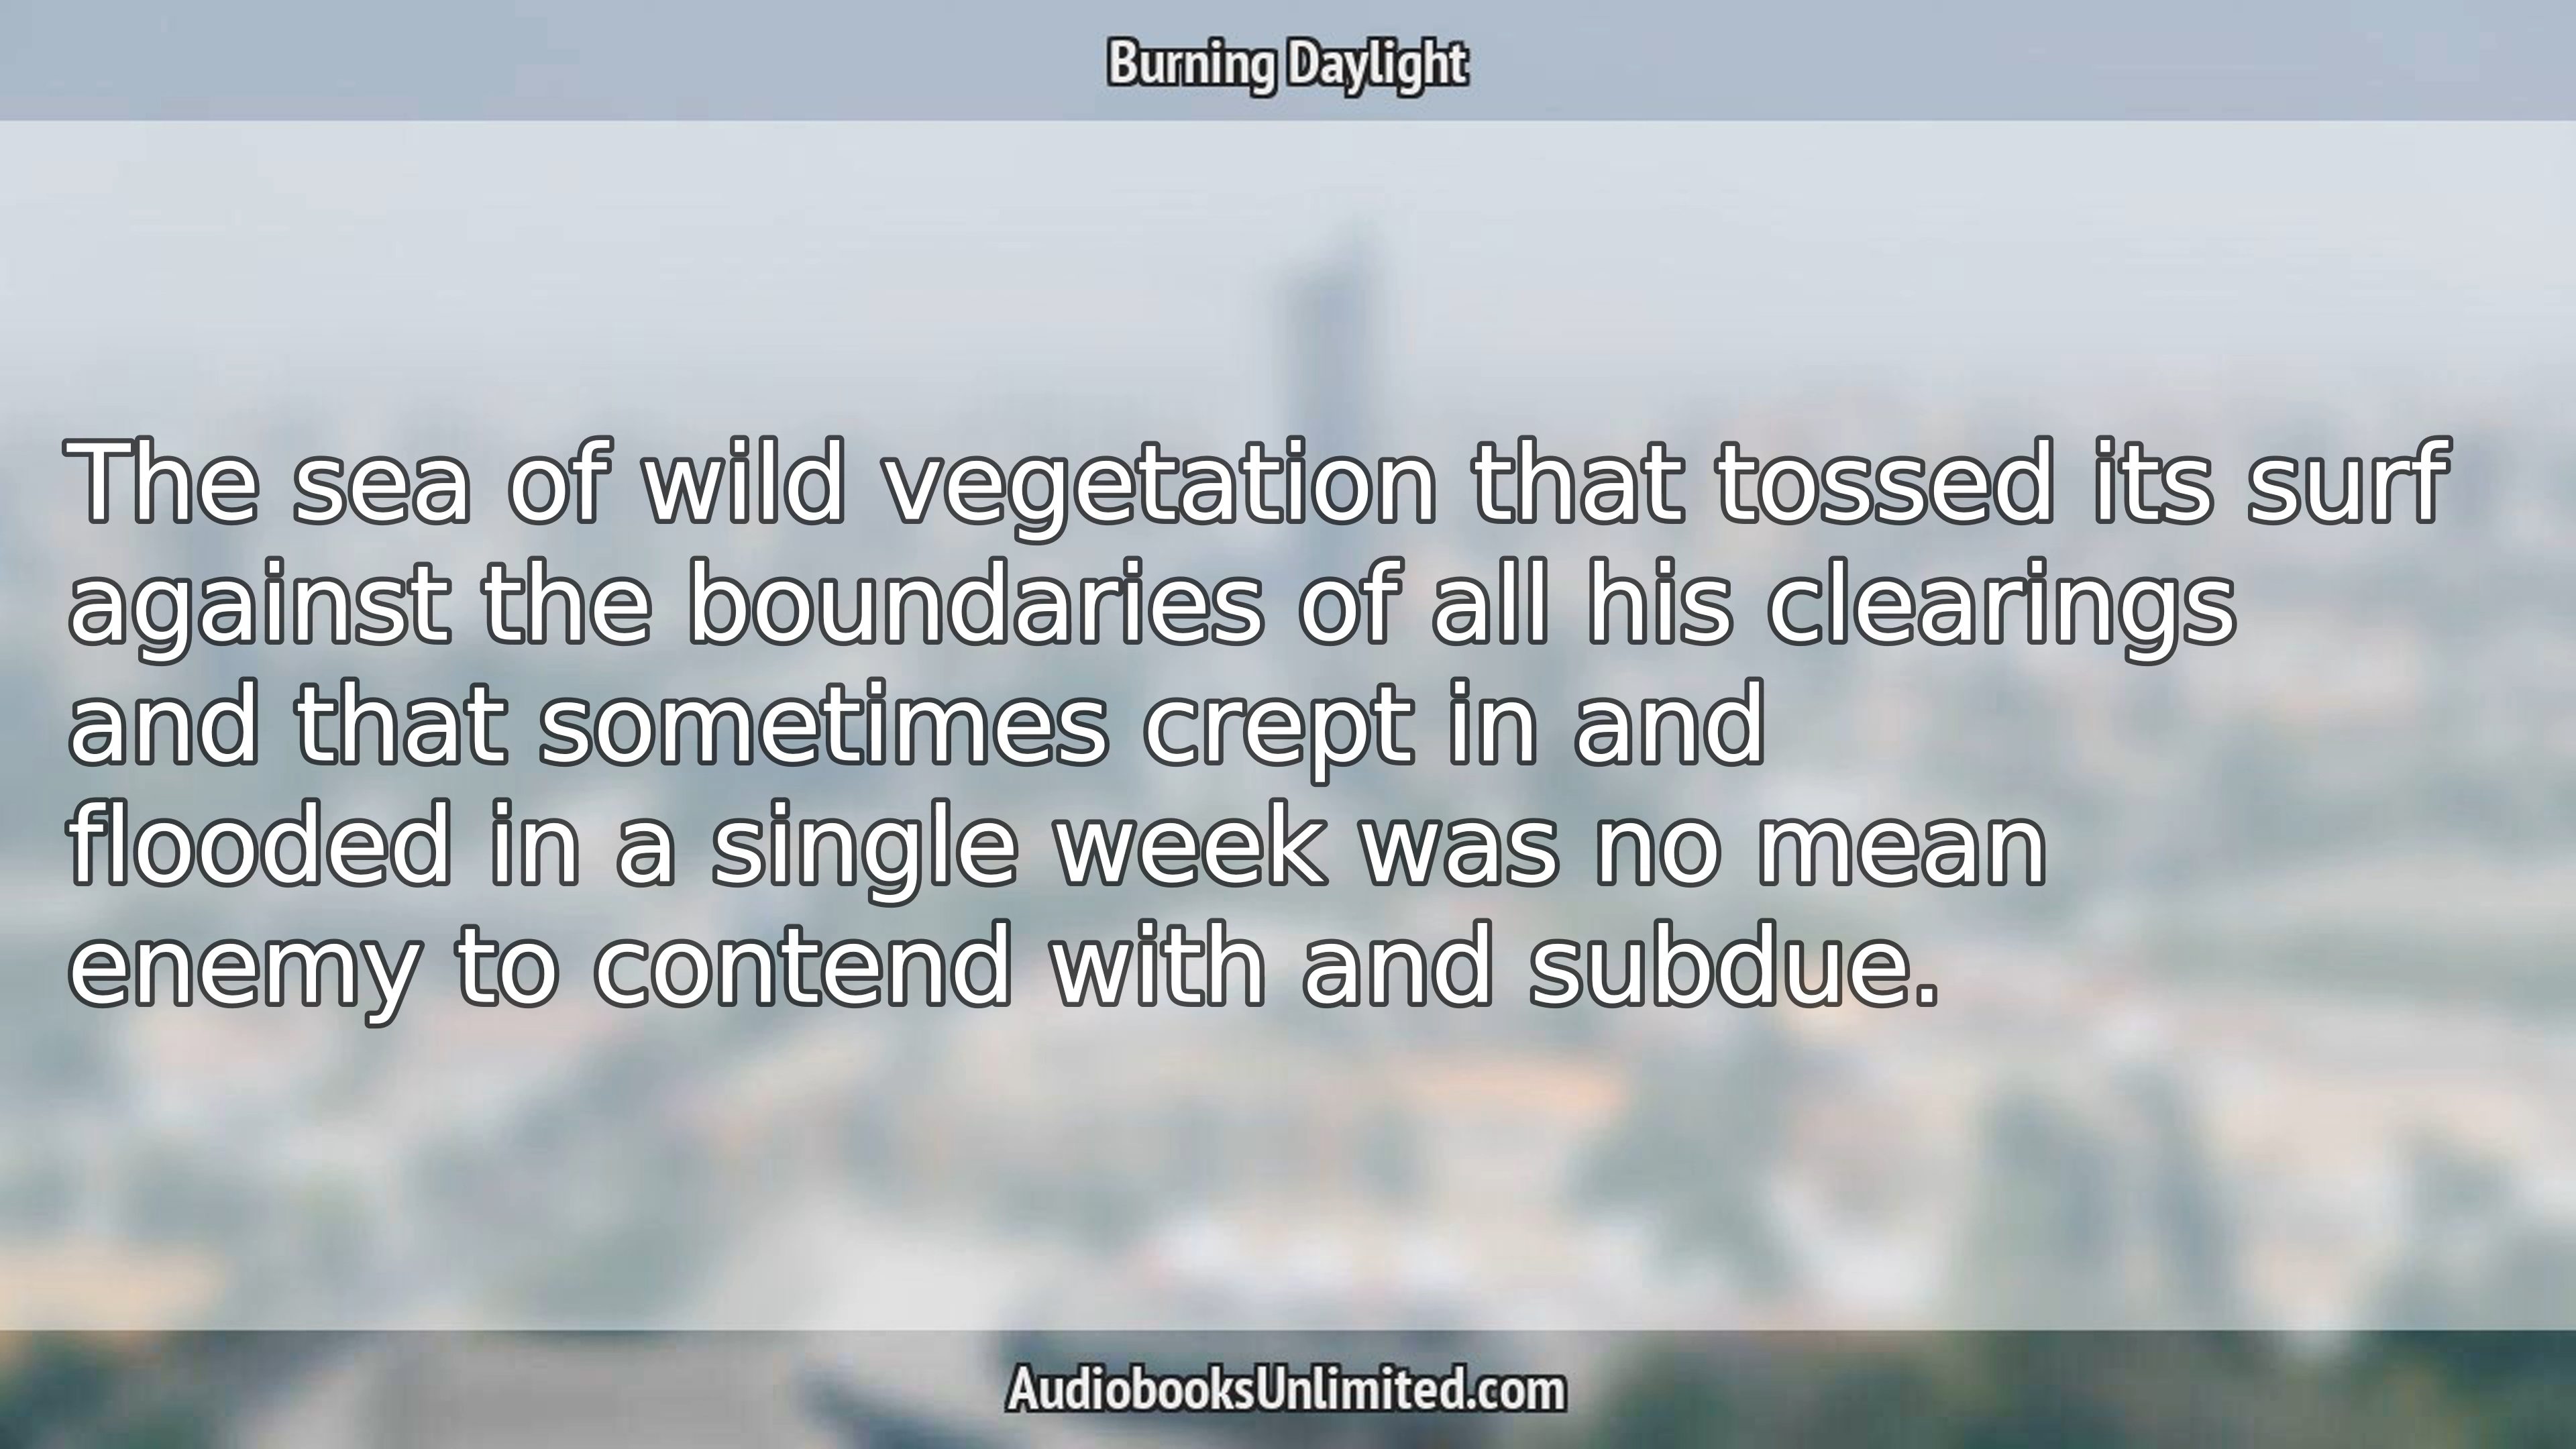 Burning Daylight
The sea of wild vegetation that tossed its surf
against the boundaries of all his clearings
and that sometimes crept in and
flooded in a single week was no mean
enemy to contend with and subdue.
AudiobooksUnlimited.com